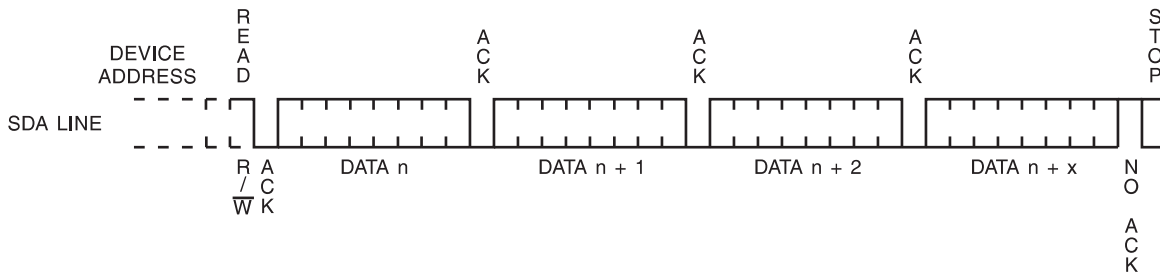 READ
ACK
ACK
ACK
STOP
DEVICE
ADDRESS
SDA LINE
R/W̅
ACK
DATA n
DATA n + 1
DATA n + 2
DATA n + x
NO ACK